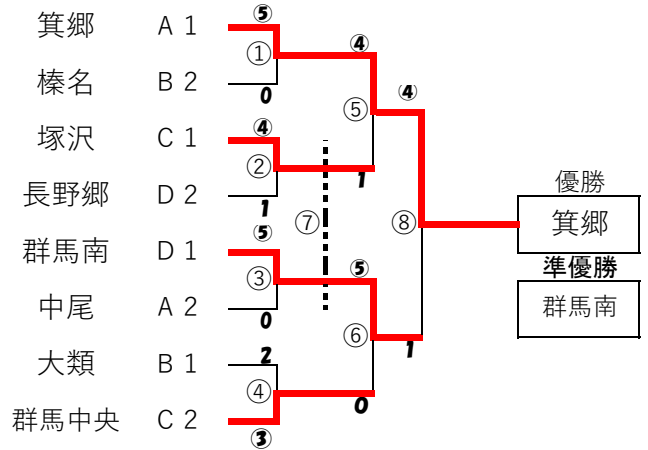 箕郷 A 1 ⑤
① ④
榛名 B 2 0 ④
塚沢 C 1 ④ ⑤
② 1
長野郷 D 2 1 優勝
⑦ ⑧ 箕郷
群馬南 D 1 ⑤ 準優勝
③ ⑤ 群馬南
中尾 A 2 0
⑥ 1
大類 B 1 2
④ 0
群馬中央 C 2 ③